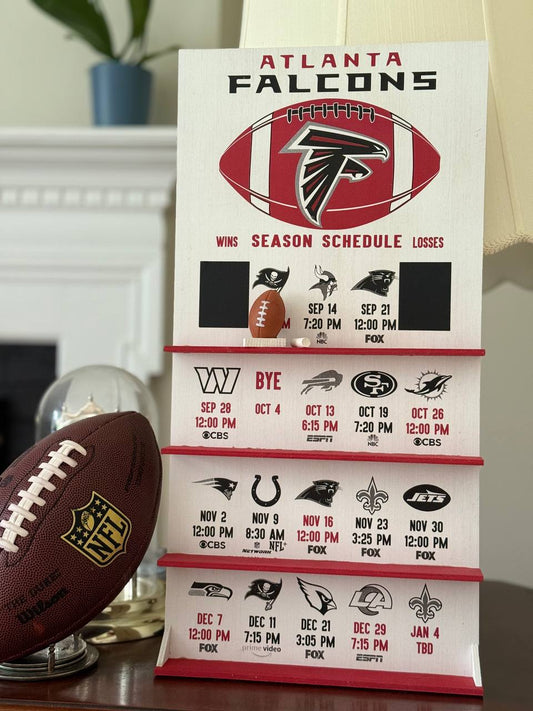 ATLANTA
FALCONS
WINS SEASON SCHEDULE LOSSES
SEP 14 SEP 21
M 7:20 PM 12:00 PM
NBC FOX
BYE
SEP 28 OCT 4 OCT 13 OCT 19 OCT 26
12:00 PM 6:15 PM 7:20 PM 12:00 PM
CBS ESPN NBC CBS
JETS
NOV 2 NOV 9 NOV 16 NOV 23 NOV 30
12:00 PM 8:30 AM 12:00 PM 3:25 PM 12:00 PM
CBS NFL NETWORK NFL+ FOX FOX FOX
DEC 7 DEC 11 DEC 21 DEC 29 JAN 4
12:00 PM 7:15 PM 3:05 PM 7:15 PM TBD
FOX prime video FOX ESPN
NFL
"THE DUKE"
Wilson